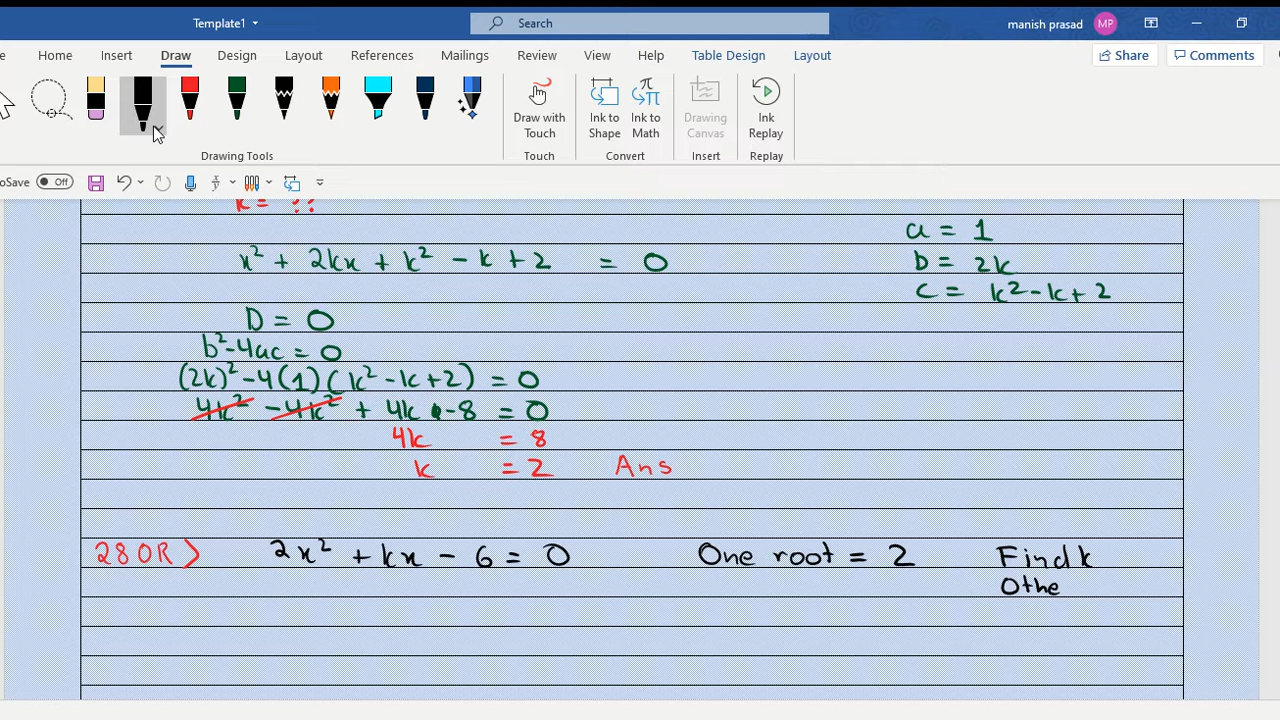 Template1
Search
manish prasad MP
Home Insert Draw Design Layout References Mailings Review View Help Table Design Layout
Share Comments
Draw with Touch Ink to Shape Ink to Math Drawing Canvas Ink Replay
Drawing Tools Touch Convert Insert Replay
Save Off
k = ??
a = 1
x² + 2kx + k² - k + 2 = 0 b = 2k
c = k² - k + 2
D = 0
b² - 4ac = 0
(2k)² - 4(1)(k² - k + 2) = 0
4k² - 4k² + 4k - 8 = 0
4k = 8
k = 2 Ans
28 OR > 2x² + kx - 6 = 0 One root = 2 Find k
Othe